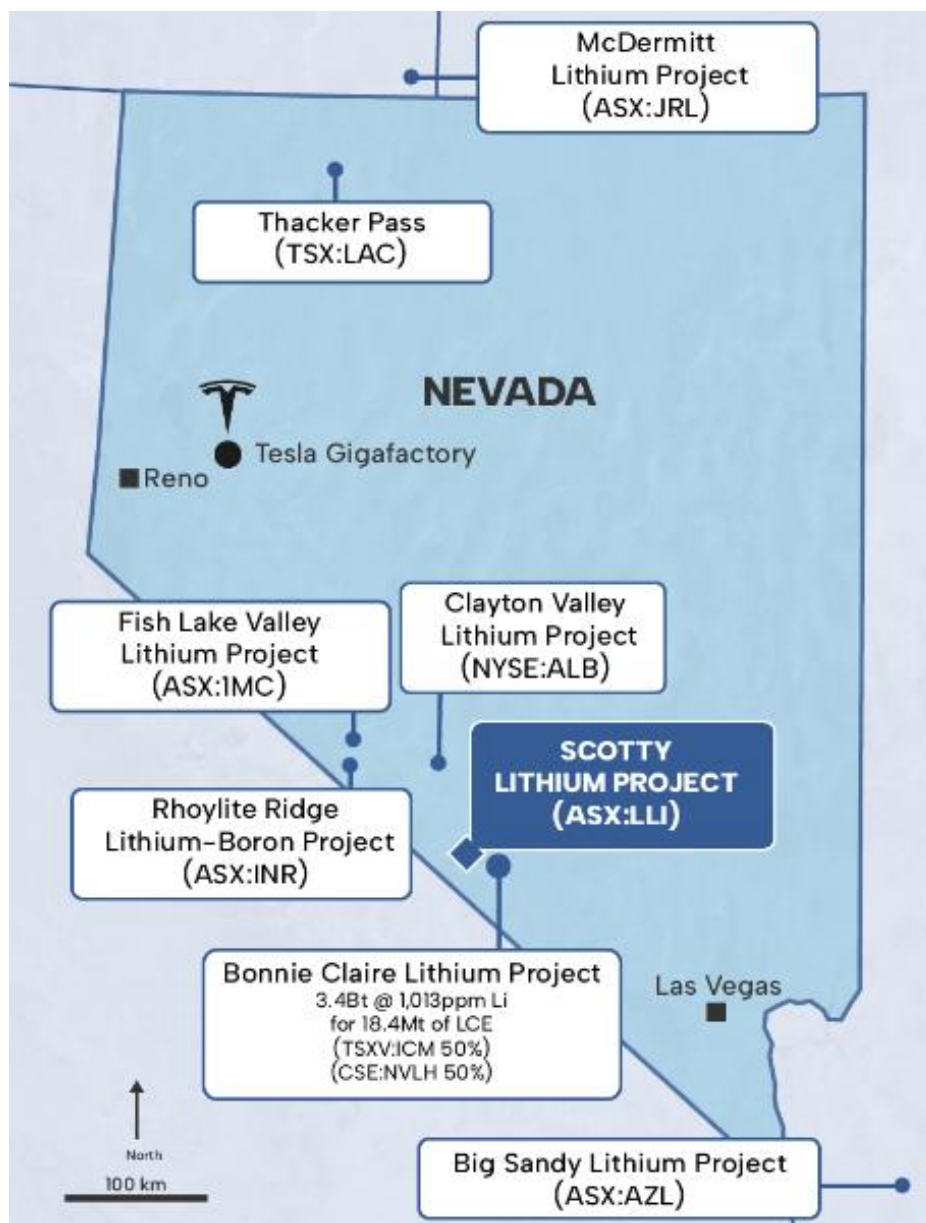 McDermitt
Lithium Project
(ASX:JRL)
Thacker Pass
(TSX:LAC)
NEVADA
Tesla Gigafactory
Reno
Fish Lake Valley
Lithium Project
(ASX:1MC)
Clayton Valley
Lithium Project
(NYSE:ALB)
SCOTTY
LITHIUM PROJECT
(ASX:LLI)
Rhoylite Ridge
Lithium-Boron Project
(ASX:INR)
Bonnie Claire Lithium Project
3.4Bt @ 1,013ppm Li
for 18.4Mt of LCE
(TSXV:ICM 50%)
(CSE:NVLH 50%)
Las Vegas
North
100 km
Big Sandy Lithium Project
(ASX:AZL)